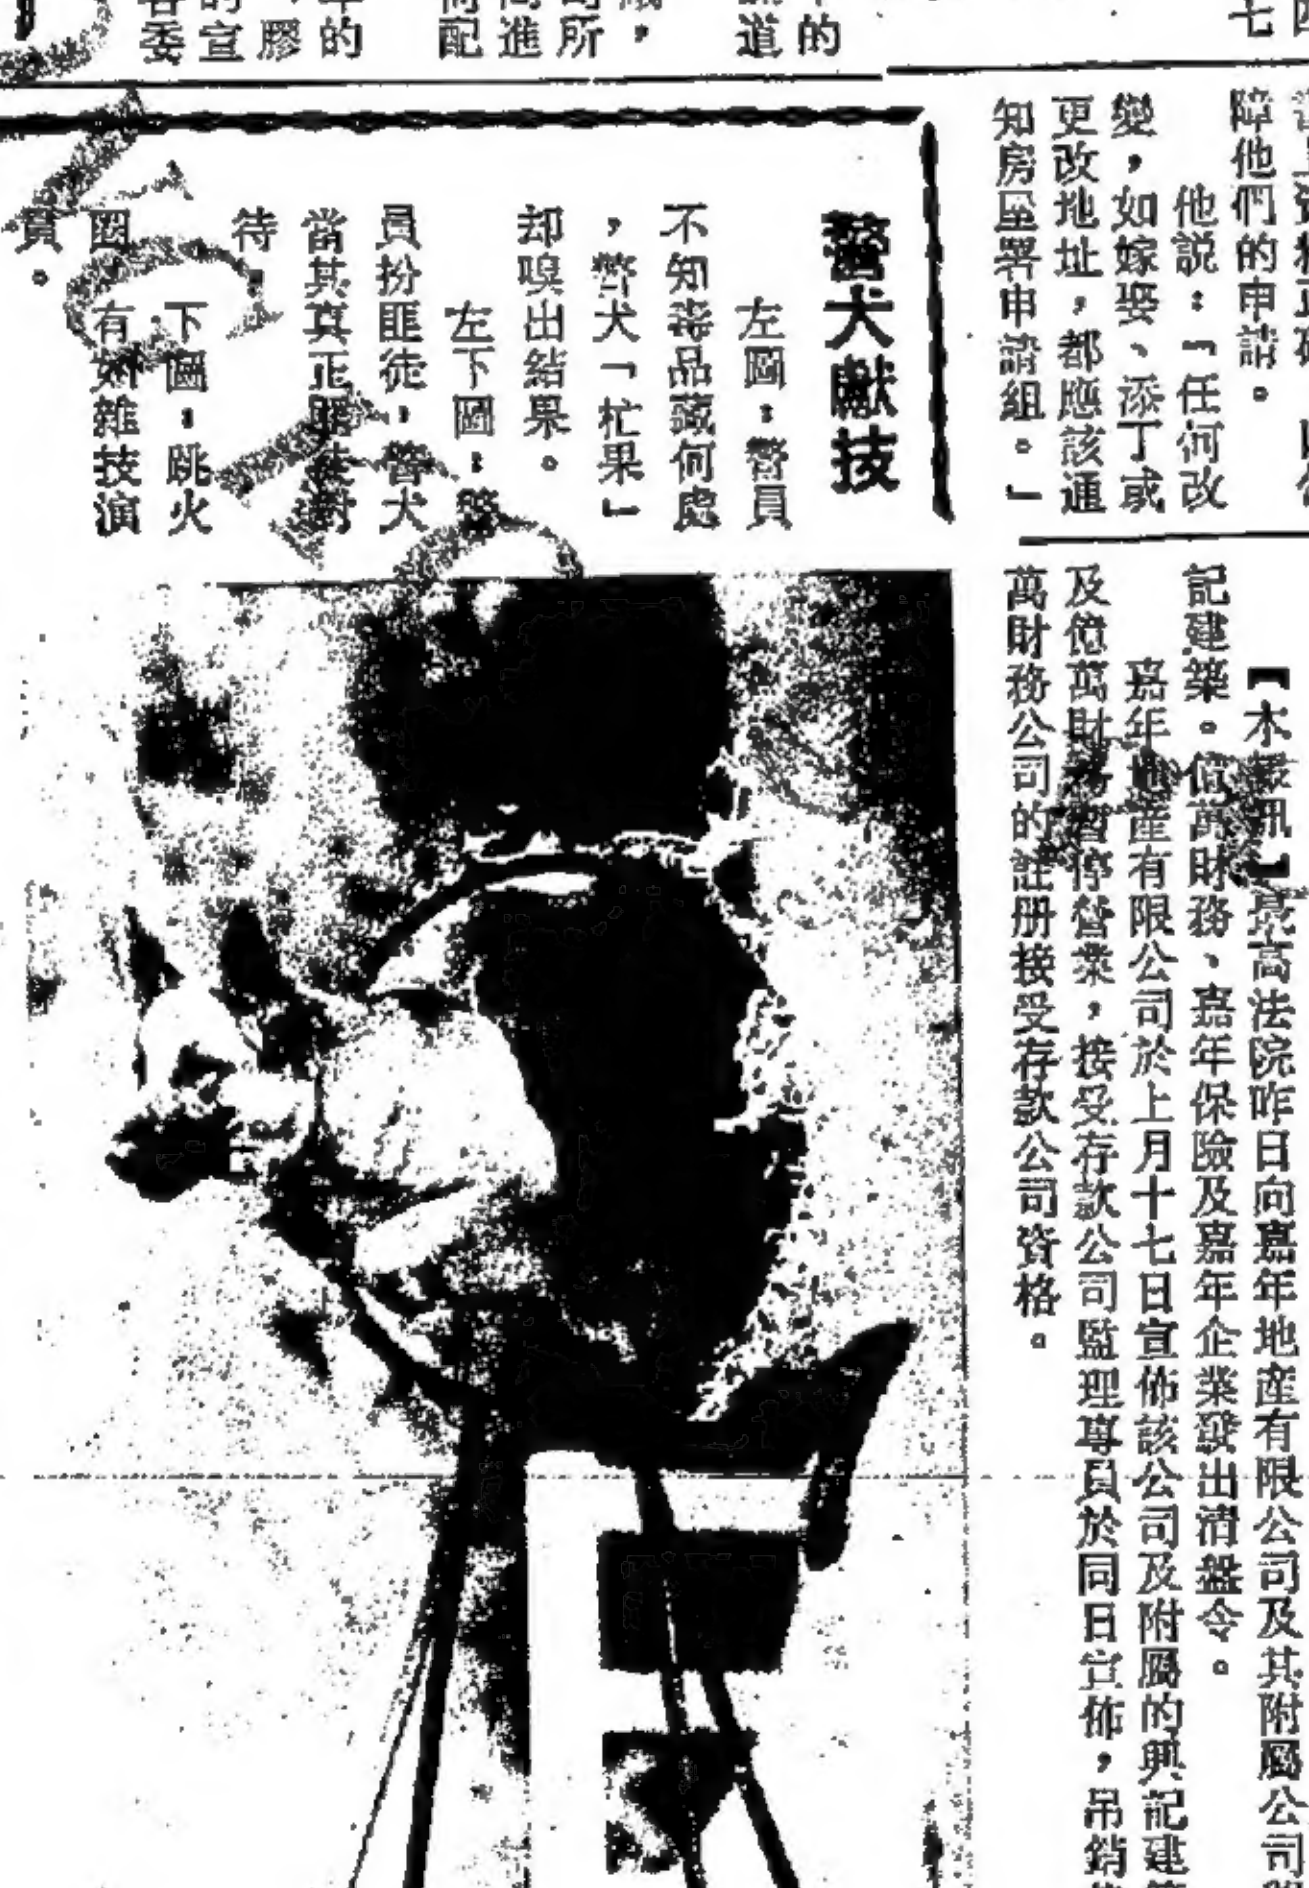 障他們的申請。
他説：「任何改
變，如嫁娶、添丁或
更改地址，都應該通
知房屋署申請組。」
【本報訊】最高法院昨日向嘉年地產有限公司及其附屬公司
記建築。億萬財務、嘉年保險及嘉年企業發出清盤令。
嘉年地產有限公司於上月十七日宣佈該公司及附屬的興記建
及億萬財務暫停營業，接受存款公司監理專員於同日宣佈，吊銷
萬財務公司的註册接受存款公司資格。
警犬獻技
左圖：警員
不知毒品藏何處
，警犬「杧果」
却嗅出結果。
左下圖：警
員扮匪徒，警犬
當其真正匪徒對
待。
下圖：跳火
圈，有如雜技演
員。